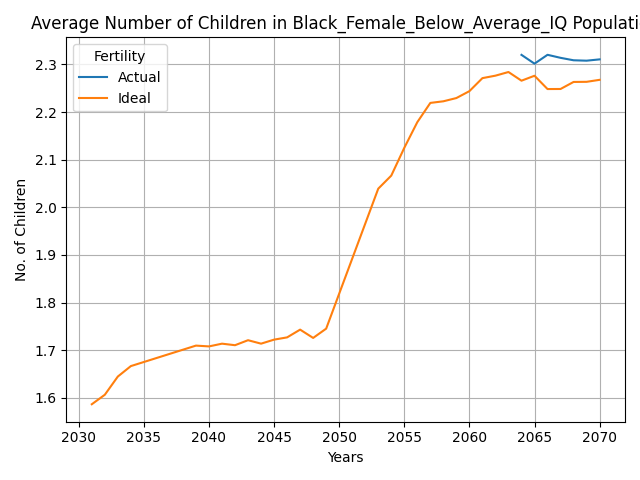 Average Number of Children in Black_Female_Below_Average_IQ Populati
Fertility
Actual
Ideal
2.3
2.2
2.1
2.0
1.9
1.8
1.7
1.6
No. of Children
2030 2035 2040 2045 2050 2055 2060 2065 2070
Years